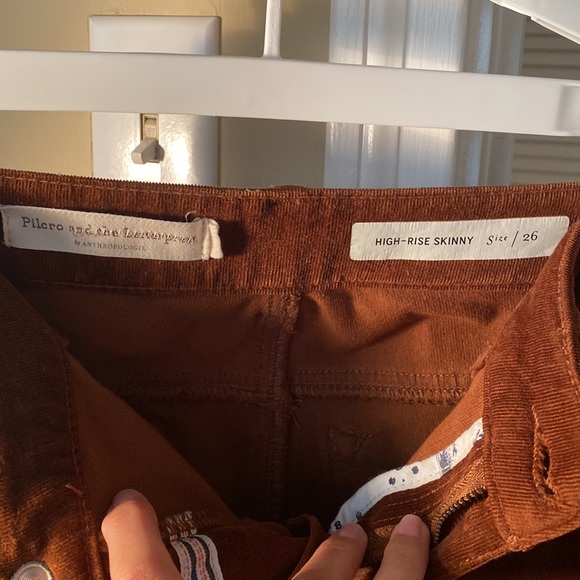 Pilcro and the Letterpress
by ANTHROPOLOGIE
HIGH-RISE SKINNY Size / 26